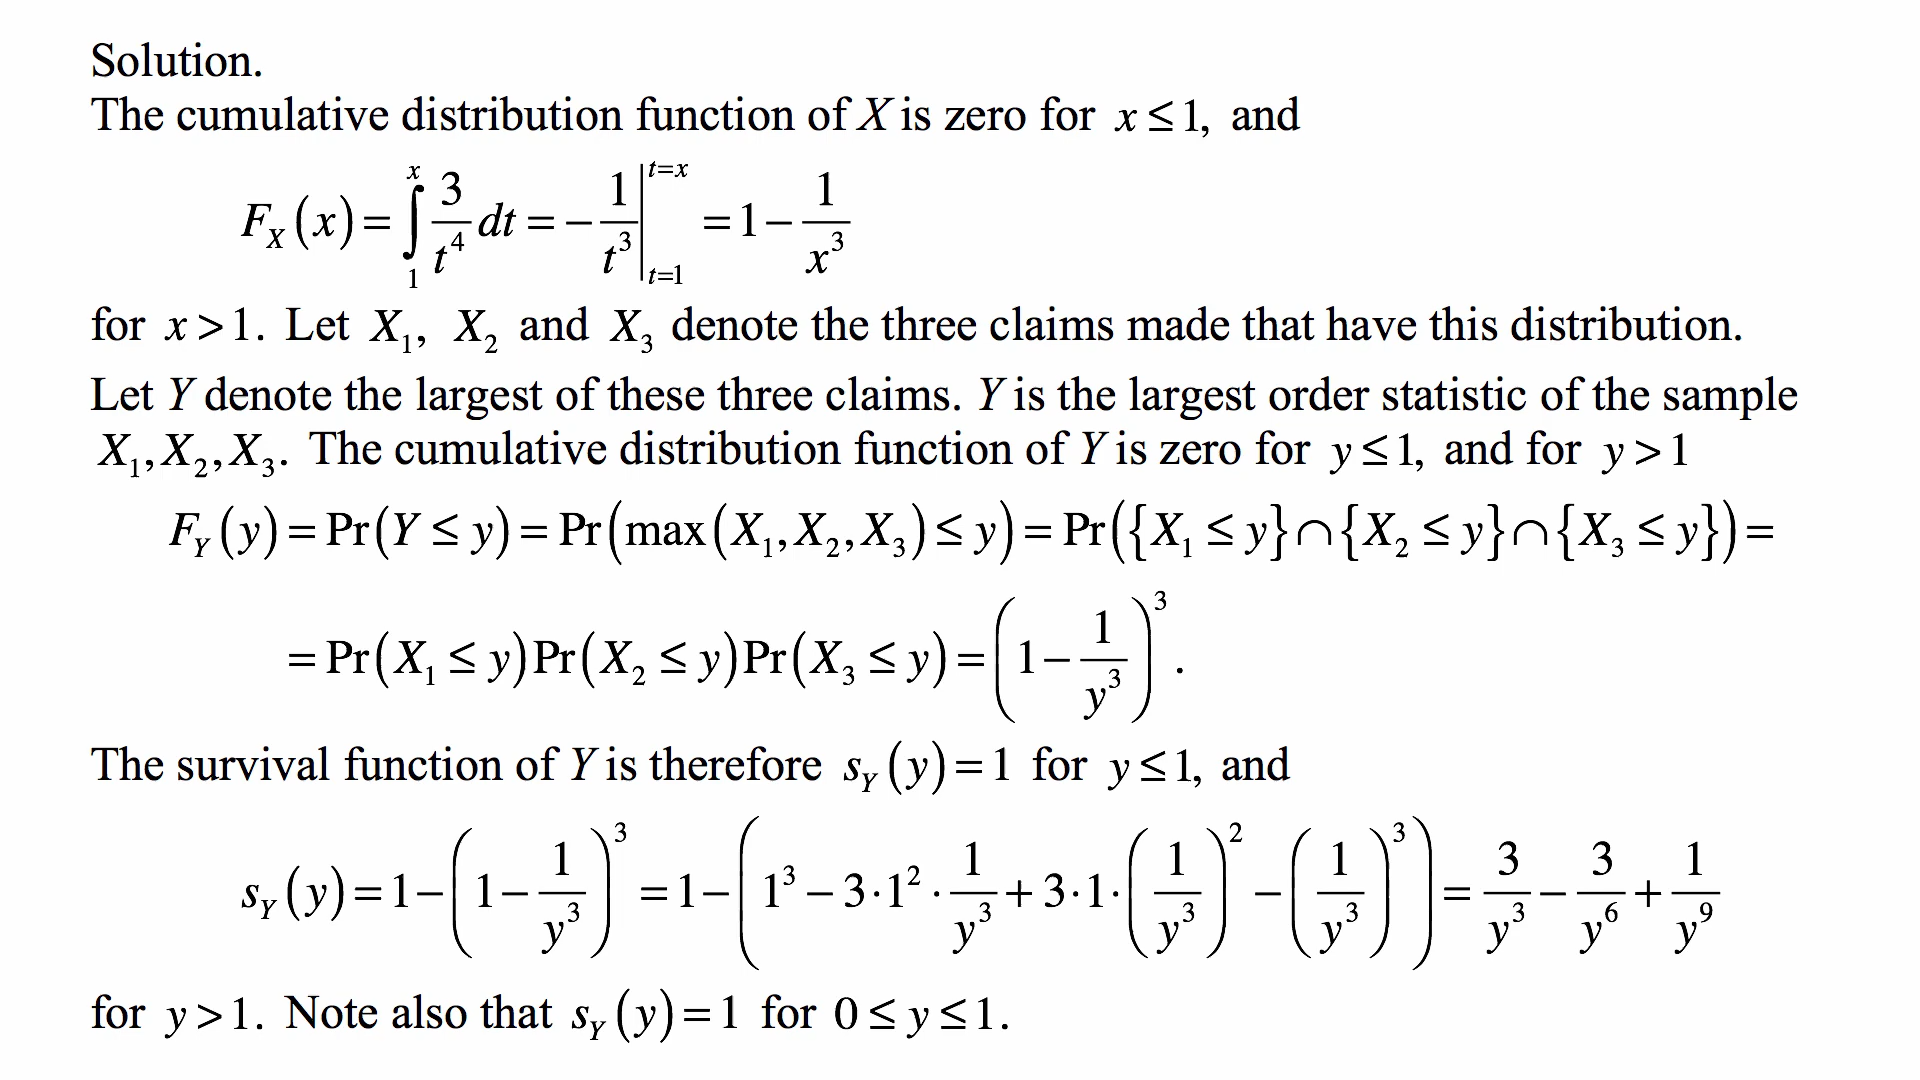 Solution.
The cumulative distribution function of X is zero for x ≤ 1, and
F_X(x) = ∫_1^x 3/t^4 dt = −1/t^3 |_{t=1}^{t=x} = 1 − 1/x^3
for x > 1. Let X_1, X_2 and X_3 denote the three claims made that have this distribution.
Let Y denote the largest of these three claims. Y is the largest order statistic of the sample
X_1, X_2, X_3. The cumulative distribution function of Y is zero for y ≤ 1, and for y > 1
F_Y(y) = Pr(Y ≤ y) = Pr(max(X_1, X_2, X_3) ≤ y) = Pr({X_1 ≤ y} ∩ {X_2 ≤ y} ∩ {X_3 ≤ y}) =
= Pr(X_1 ≤ y) Pr(X_2 ≤ y) Pr(X_3 ≤ y) = (1 − 1/y^3)^3.
The survival function of Y is therefore s_Y(y) = 1 for y ≤ 1, and
s_Y(y) = 1 − (1 − 1/y^3)^3 = 1 − (1^3 − 3·1^2·1/y^3 + 3·1·(1/y^3)^2 − (1/y^3)^3) = 3/y^3 − 3/y^6 + 1/y^9
for y > 1. Note also that s_Y(y) = 1 for 0 ≤ y ≤ 1.